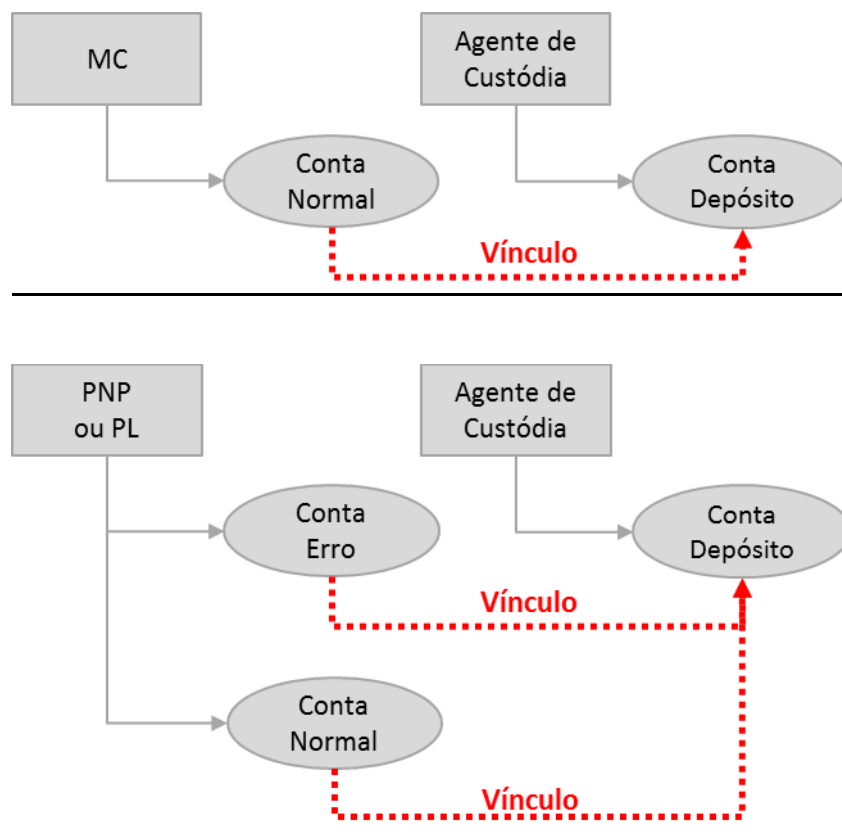 MC
Agente de
Custódia
Conta
Normal
Conta
Depósito
Vínculo
PNP
ou PL
Agente de
Custódia
Conta
Erro
Conta
Depósito
Vínculo
Conta
Normal
Vínculo